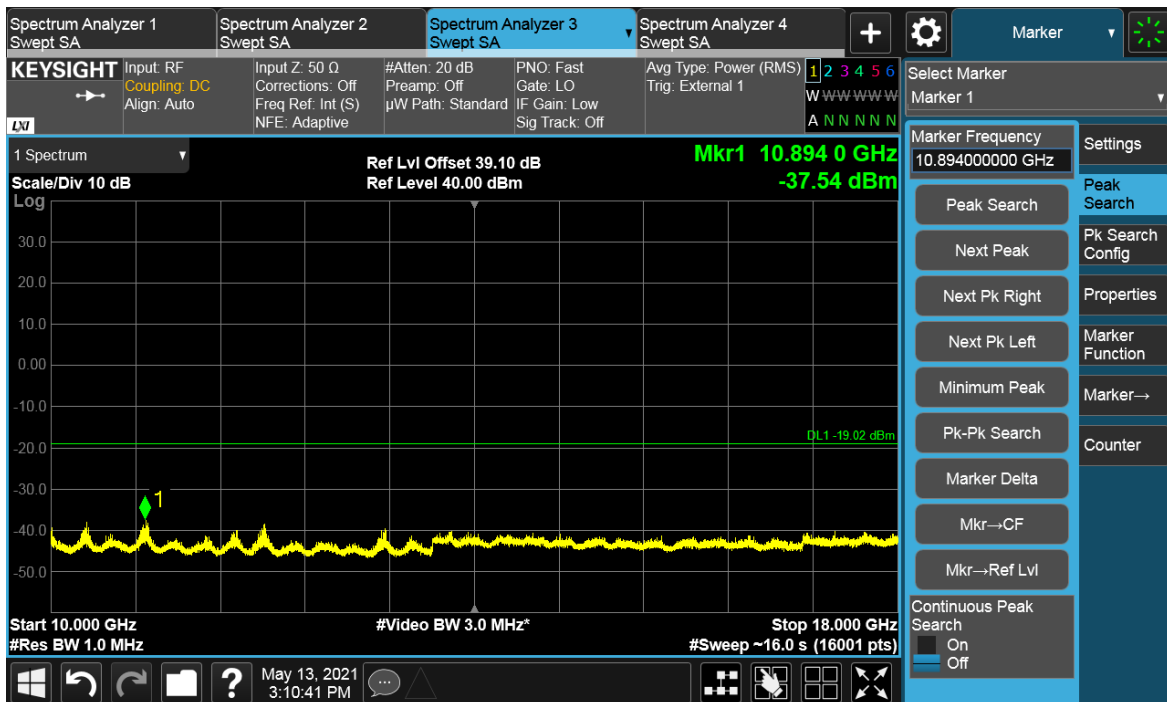 Spectrum Analyzer 1
Swept SA
Spectrum Analyzer 2
Swept SA
Spectrum Analyzer 3
Swept SA
Spectrum Analyzer 4
Swept SA
+
Marker
KEYSIGHT
LXI
Input: RF
Coupling: DC
Align: Auto
Input Z: 50 Ω
Corrections: Off
Freq Ref: Int (S)
NFE: Adaptive
#Atten: 20 dB
Preamp: Off
µW Path: Standard
PNO: Fast
Gate: LO
IF Gain: Low
Sig Track: Off
Avg Type: Power (RMS)
Trig: External 1
1 2 3 4 5 6
W W W W W W
A N N N N N
Select Marker
Marker 1
1 Spectrum
Scale/Div 10 dB
Log
Ref Lvl Offset 39.10 dB
Ref Level 40.00 dBm
Mkr1 10.894 0 GHz
-37.54 dBm
30.0
20.0
10.0
0.00
-10.0
-20.0
-30.0
-40.0
-50.0
DL1 -19.02 dBm
1
Start 10.000 GHz
#Res BW 1.0 MHz
#Video BW 3.0 MHz*
Stop 18.000 GHz
#Sweep ~16.0 s (16001 pts)
Marker Frequency
10.894000000 GHz
Peak Search
Next Peak
Next Pk Right
Next Pk Left
Minimum Peak
Pk-Pk Search
Marker Delta
Mkr→CF
Mkr→Ref Lvl
Continuous Peak
Search
On
Off
Settings
Peak
Search
Pk Search
Config
Properties
Marker
Function
Marker→
Counter
?
May 13, 2021
3:10:41 PM